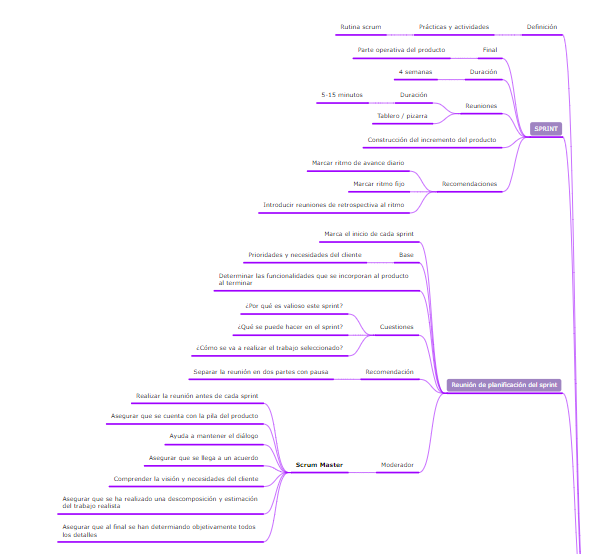 Rutina scrum
Prácticas y actividades
Definición
Parte operativa del producto
Final
4 semanas
Duración
5-15 minutos
Duración
Reuniones
Tablero / pizarra
SPRINT
Construcción del incremento del producto
Marcar ritmo de avance diario
Marcar ritmo fijo
Recomendaciones
Introducir reuniones de retrospectiva al ritmo
Marca el inicio de cada sprint
Prioridades y necesidades del cliente
Base
Determinar las funcionalidades que se incorporan al producto
al terminar
¿Por qué es valioso este sprint?
¿Qué se puede hacer en el sprint?
Cuestiones
¿Cómo se va a realizar el trabajo seleccionado?
Separar la reunión en dos partes con pausa
Recomendación
Reunión de planificación del sprint
Realizar la reunión antes de cada sprint
Asegurar que se cuenta con la pila del producto
Ayuda a mantener el diálogo
Asegurar que se llega a un acuerdo
Scrum Master
Moderador
Comprender la visión y necesidades del cliente
Asegurar que se ha realizado una descomposición y estimación
del trabajo realista
Asegurar que al final se han determiando objetivamente todos
los detalles